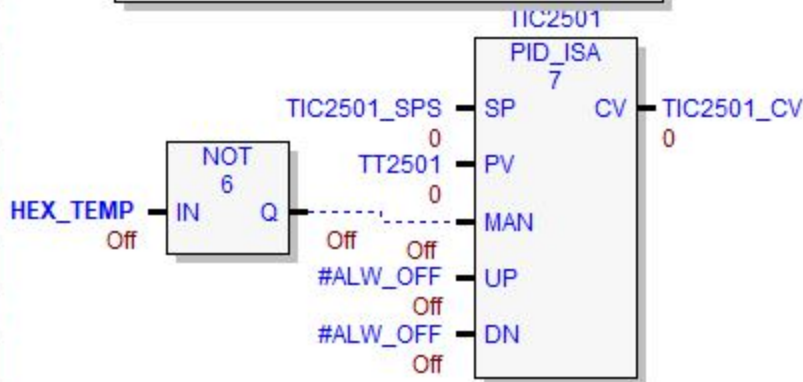 TIC2501
PID_ISA
7
TIC2501_SPS SP CV TIC2501_CV
0 0
NOT
6
TT2501 PV
0
HEX_TEMP IN Q MAN
Off Off Off
#ALW_OFF UP
Off
#ALW_OFF DN
Off